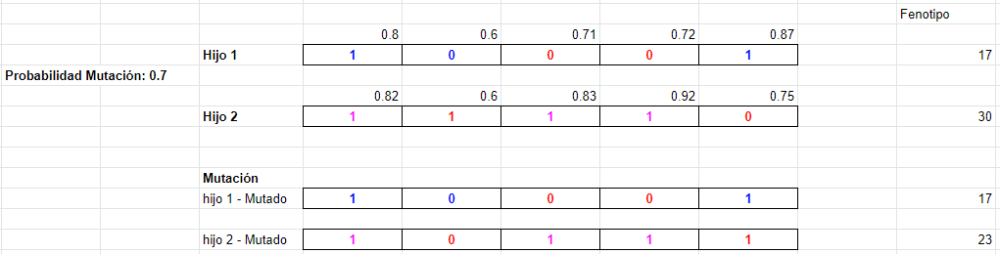 Fenotipo
0.8 0.6 0.71 0.72 0.87
Hijo 1 1 0 0 0 1 17
Probabilidad Mutación: 0.7
0.82 0.6 0.83 0.92 0.75
Hijo 2 1 1 1 1 0 30
Mutación
hijo 1 - Mutado 1 0 0 0 1 17
hijo 2 - Mutado 1 0 1 1 1 23